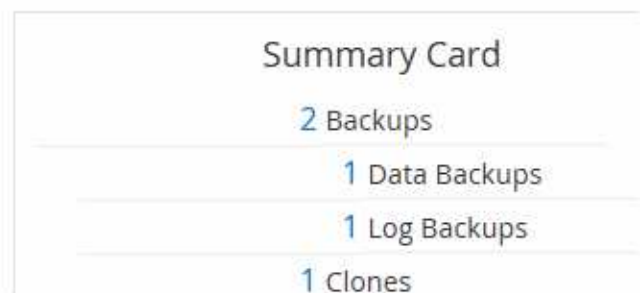 Summary Card
2 Backups
1 Data Backups
1 Log Backups
1 Clones